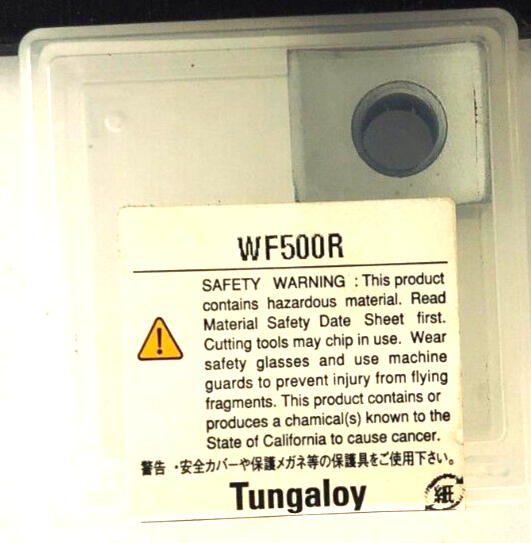 WF500R
SAFETY WARNING : This product
contains hazardous material. Read
Material Safety Date Sheet first.
Cutting tools may chip in use. Wear
safety glasses and use machine
guards to prevent injury from flying
fragments. This product contains or
produces a chamical(s) known to the
State of California to cause cancer.
警告・安全カバーや保護メガネ等の保護具をご使用下さい。
Tungaloy 紙